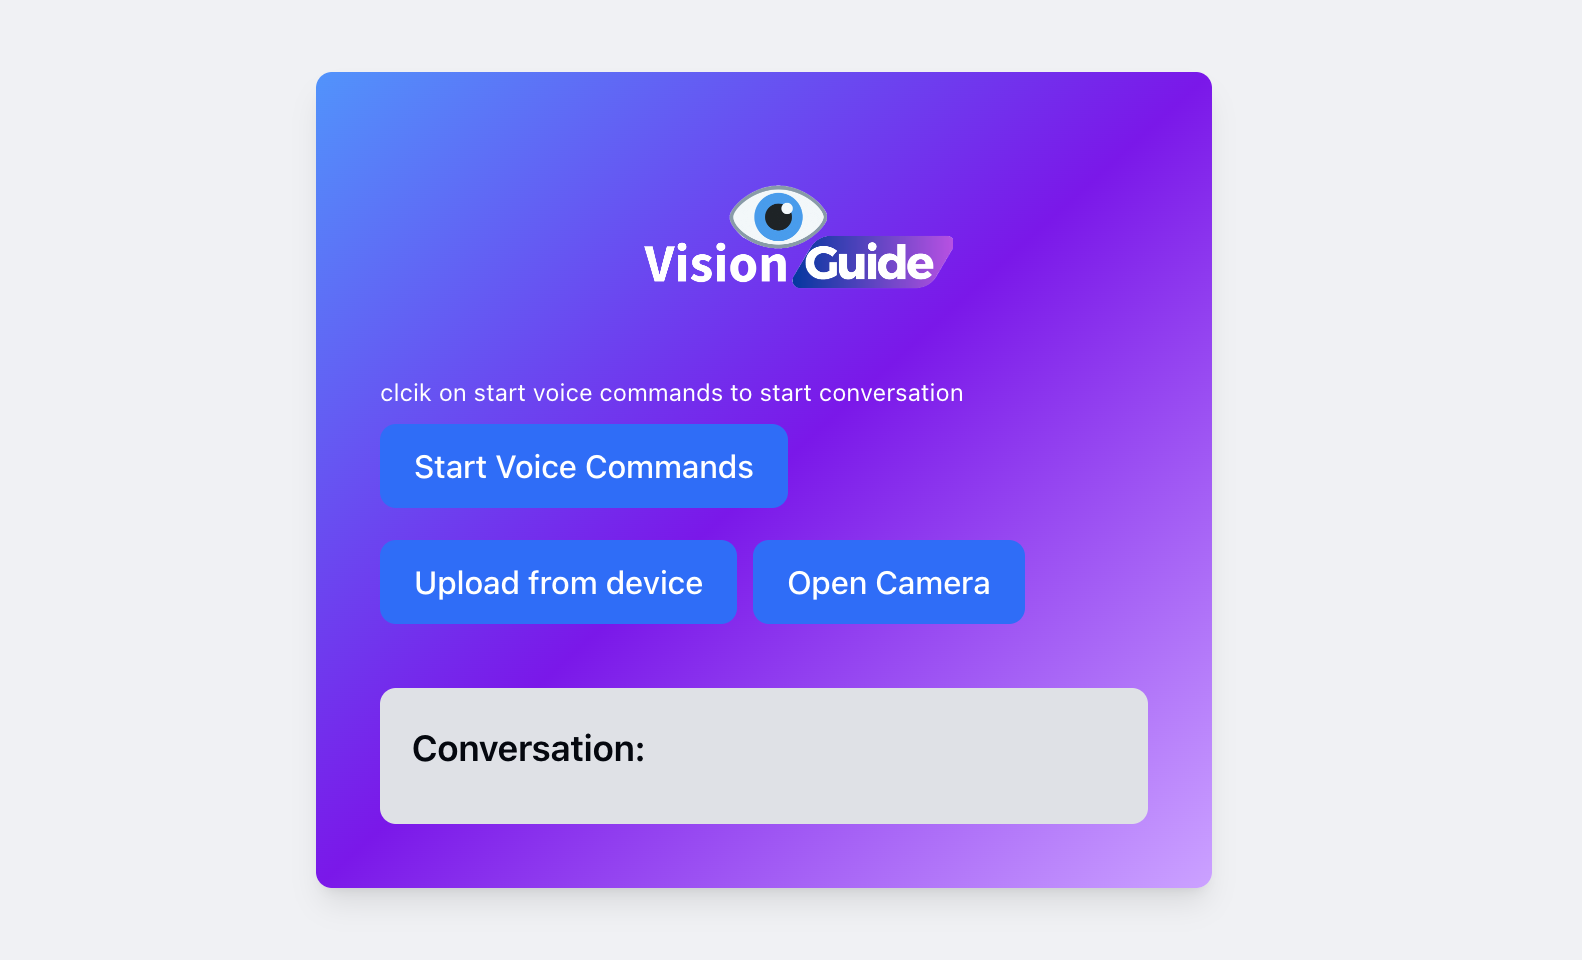 Vision Guide
clcik on start voice commands to start conversation
Start Voice Commands
Upload from device Open Camera
Conversation: